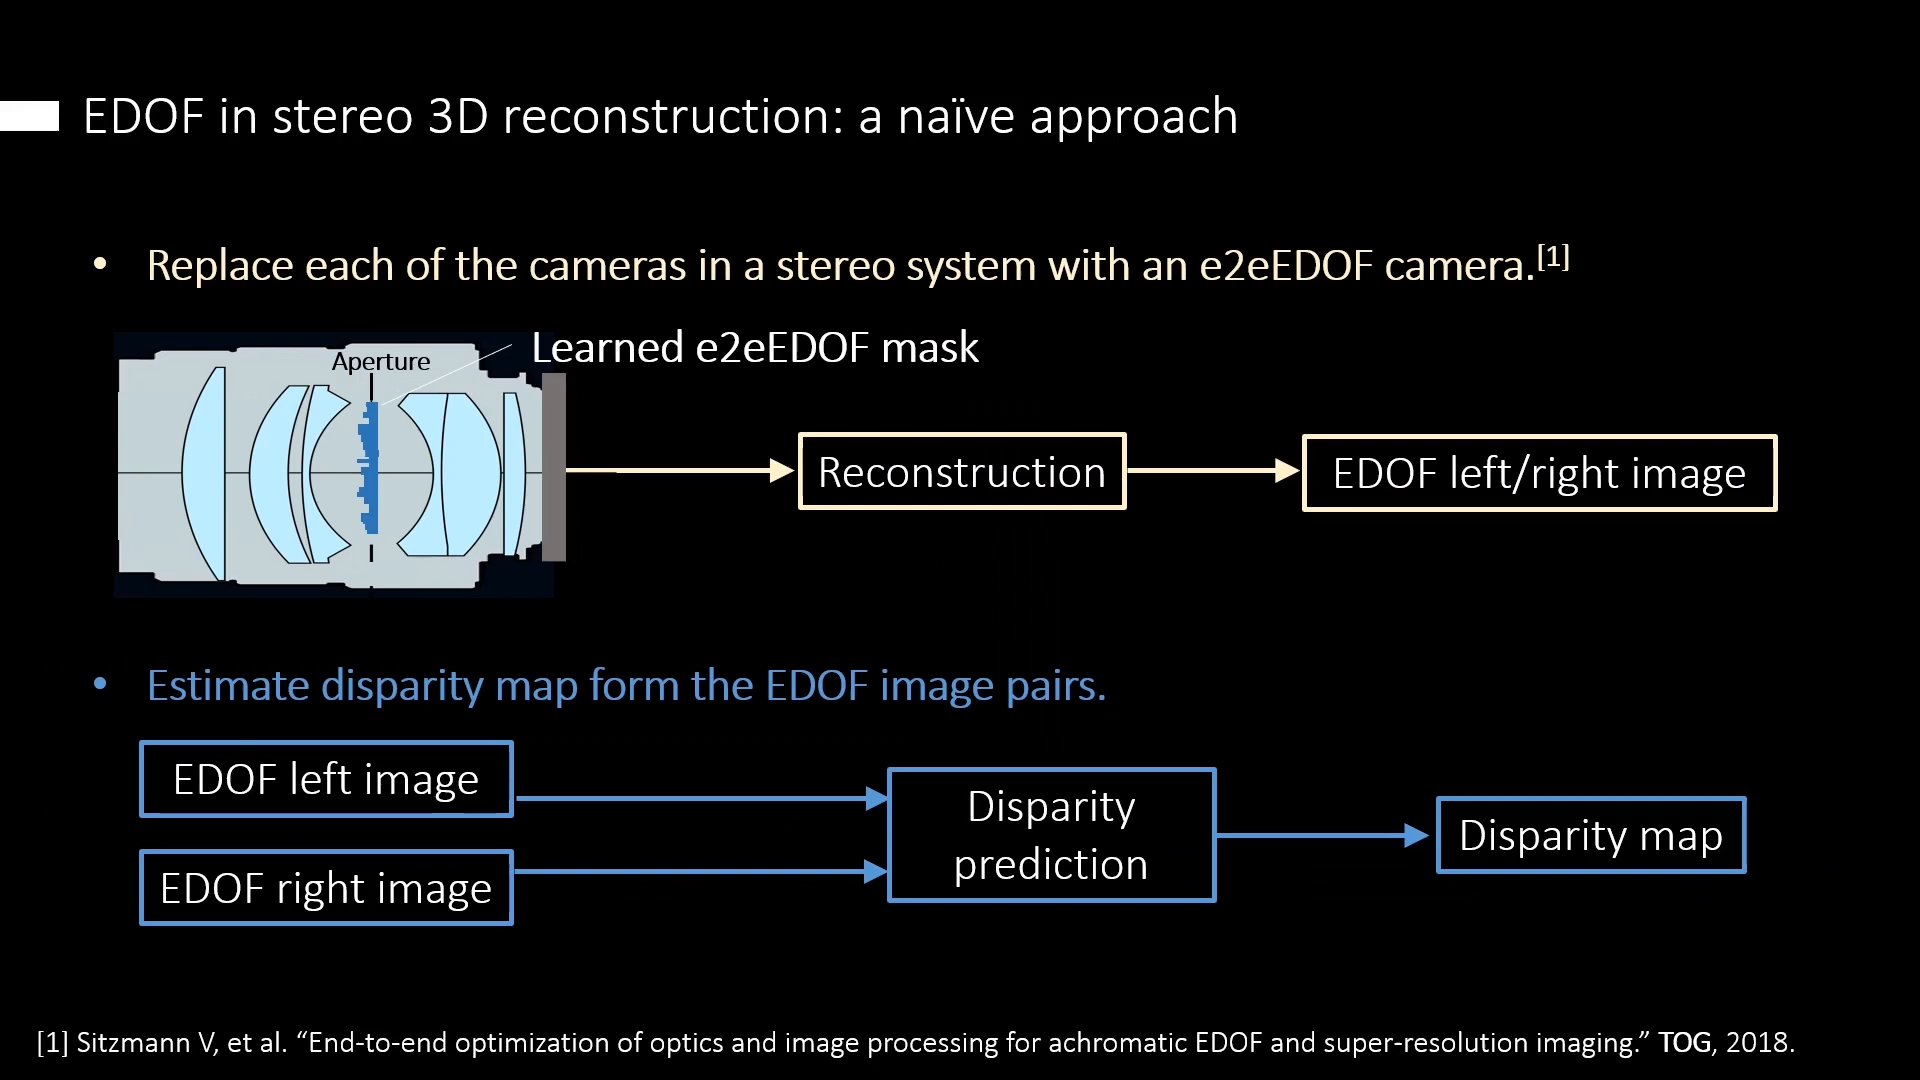 EDOF in stereo 3D reconstruction: a naïve approach
• Replace each of the cameras in a stereo system with an e2eEDOF camera.[1]
Learned e2eEDOF mask
Aperture
Reconstruction
EDOF left/right image
• Estimate disparity map form the EDOF image pairs.
EDOF left image
EDOF right image
Disparity
prediction
Disparity map
[1] Sitzmann V, et al. “End-to-end optimization of optics and image processing for achromatic EDOF and super-resolution imaging.” TOG, 2018.